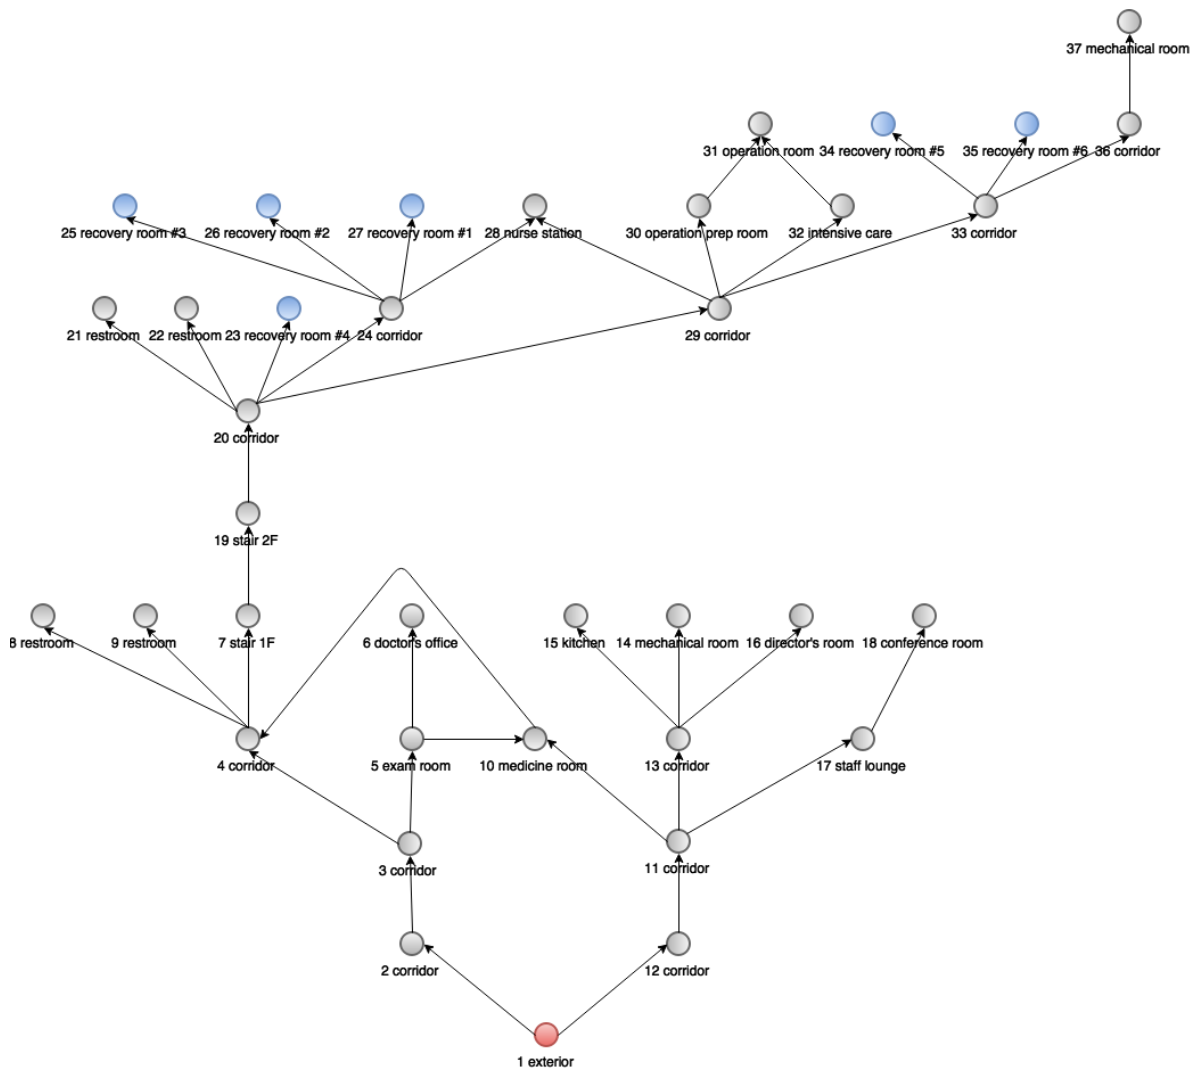 37 mechanical room
31 operation room
34 recovery room #5
35 recovery room #6
36 corridor
25 recovery room #3
26 recovery room #2
27 recovery room #1
28 nurse station
30 operation prep room
32 intensive care
33 corridor
21 restroom
22 restroom
23 recovery room #4
24 corridor
29 corridor
20 corridor
19 stair 2F
8 restroom
9 restroom
7 stair 1F
6 doctor's office
15 kitchen
14 mechanical room
16 director's room
18 conference room
4 corridor
5 exam room
10 medicine room
13 corridor
17 staff lounge
3 corridor
11 corridor
2 corridor
12 corridor
1 exterior